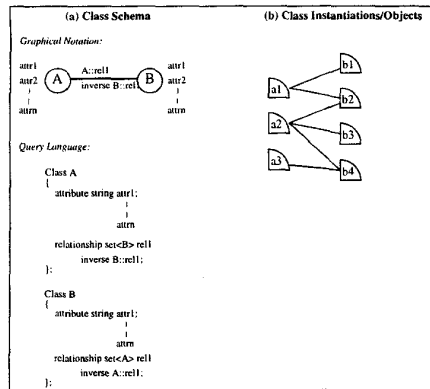 (a) Class Schema
(b) Class Instantiations/Objects
Graphical Notation:
attr1
attr2
attrn
A
A::rel1
inverse B::rel1
B
attr1
attr2
attrn
a1
a2
a3
b1
b2
b3
b4
Query Language:
Class A
{
attribute string attr1;
attrn
relationship set<B> rel1
inverse B::rel1;
};
Class B
{
attribute string attr1;
attrn
relationship set<A> rel1
inverse A::rel1;
};